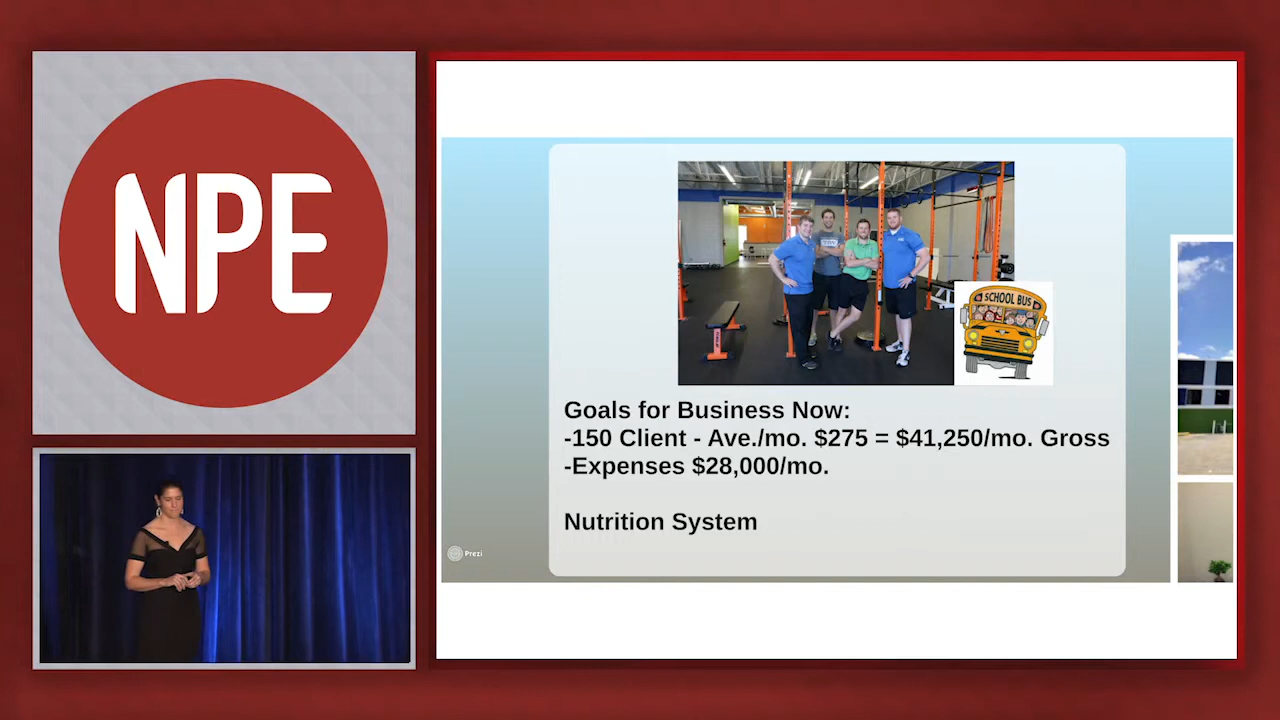 NPE
SCHOOL BUS
Goals for Business Now:
-150 Client - Ave./mo. $275 = $41,250/mo. Gross
-Expenses $28,000/mo.
Nutrition System
Prezi